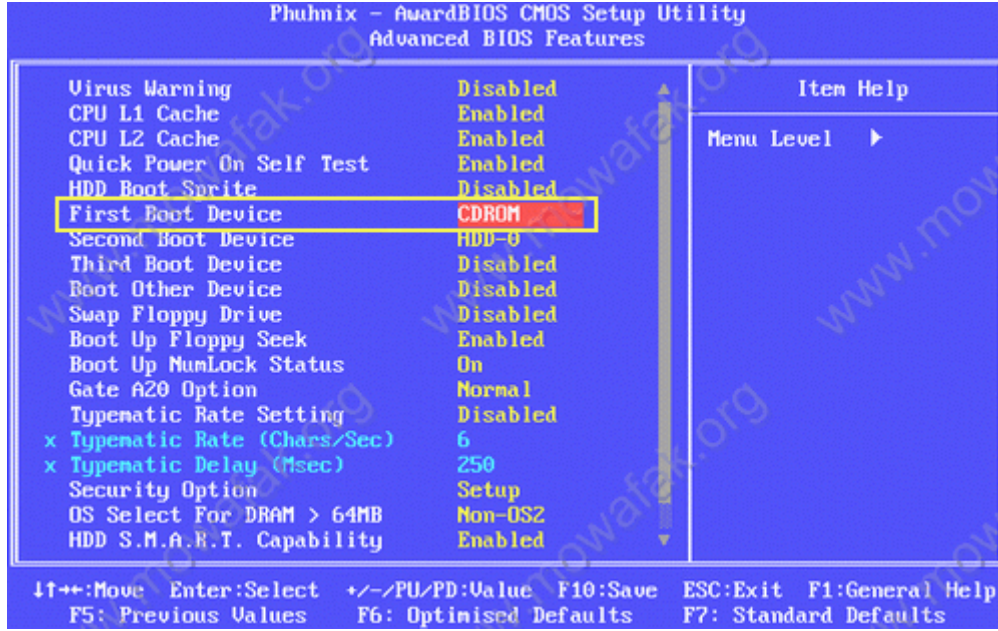 Phuhnix - AwardBIOS CMOS Setup Utility
Advanced BIOS Features
Virus Warning Disabled
CPU L1 Cache Enabled
CPU L2 Cache Enabled
Quick Power On Self Test Enabled
HDD Boot Sprite Disabled
First Boot Device CDROM
Second Boot Device HDD-0
Third Boot Device Disabled
Boot Other Device Disabled
Swap Floppy Drive Disabled
Boot Up Floppy Seek Enabled
Boot Up NumLock Status On
Gate A20 Option Normal
Typematic Rate Setting Disabled
x Typematic Rate (Chars/Sec) 6
x Typematic Delay (Msec) 250
Security Option Setup
OS Select For DRAM > 64MB Non-OS2
HDD S.M.A.R.T. Capability Enabled
Item Help
Menu Level ▶
↓↑→←:Move Enter:Select +/-/PU/PD:Value F10:Save ESC:Exit F1:General Help
F5: Previous Values F6: Optimised Defaults F7: Standard Defaults
www.mowafak.org